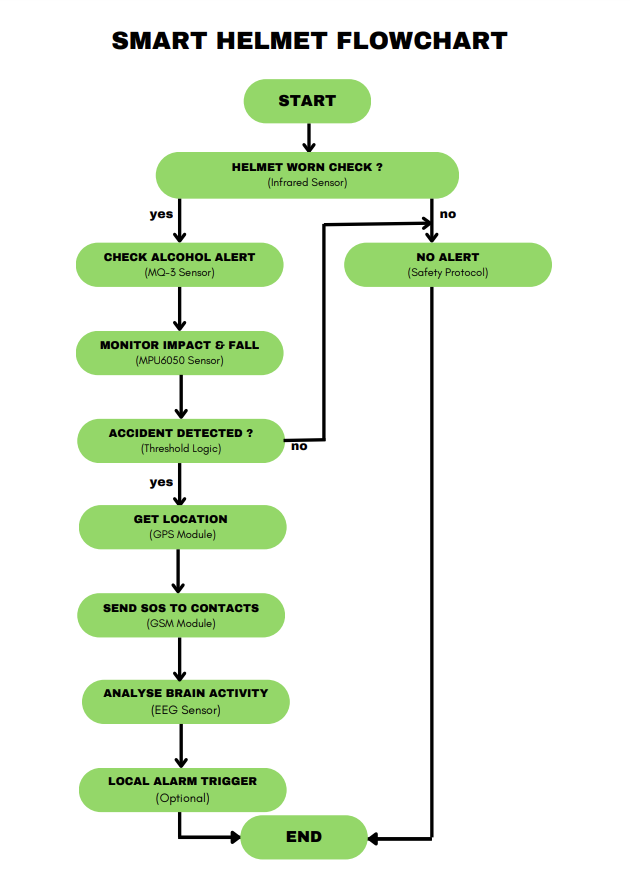 SMART HELMET FLOWCHART
START
HELMET WORN CHECK ?
(Infrared Sensor)
yes
no
CHECK ALCOHOL ALERT
(MQ-3 Sensor)
NO ALERT
(Safety Protocol)
MONITOR IMPACT & FALL
(MPU6050 Sensor)
ACCIDENT DETECTED ?
(Threshold Logic)
no
yes
GET LOCATION
(GPS Module)
SEND SOS TO CONTACTS
(GSM Module)
ANALYSE BRAIN ACTIVITY
(EEG Sensor)
LOCAL ALARM TRIGGER
(Optional)
END